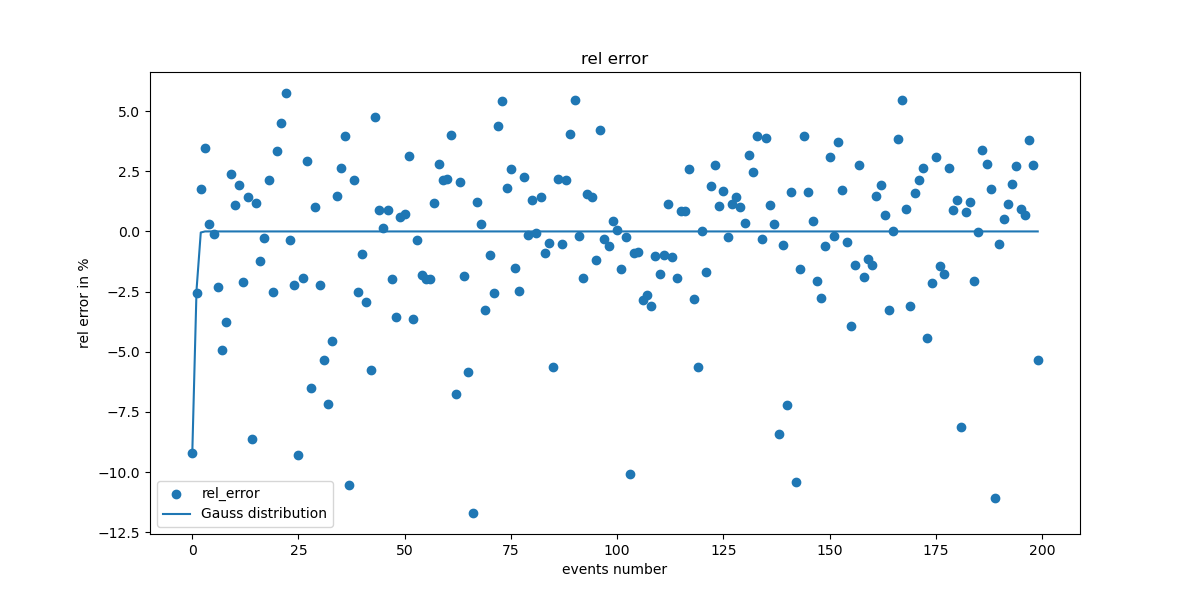 rel error
5.0
2.5
0.0
−2.5
−5.0
−7.5
−10.0
−12.5
rel error in %
rel_error
Gauss distribution
0 25 50 75 100 125 150 175 200
events number